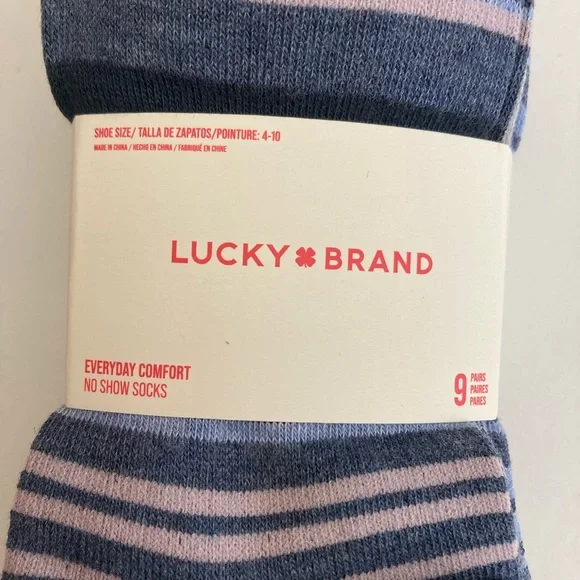 SHOE SIZE/ TALLA DE ZAPATOS/POINTURE: 4-10
MADE IN CHINA / HECHO EN CHINA / FABRIQUÉ EN CHINE
LUCKY BRAND
EVERYDAY COMFORT
NO SHOW SOCKS
9 PAIRS
PAIRES
PARES